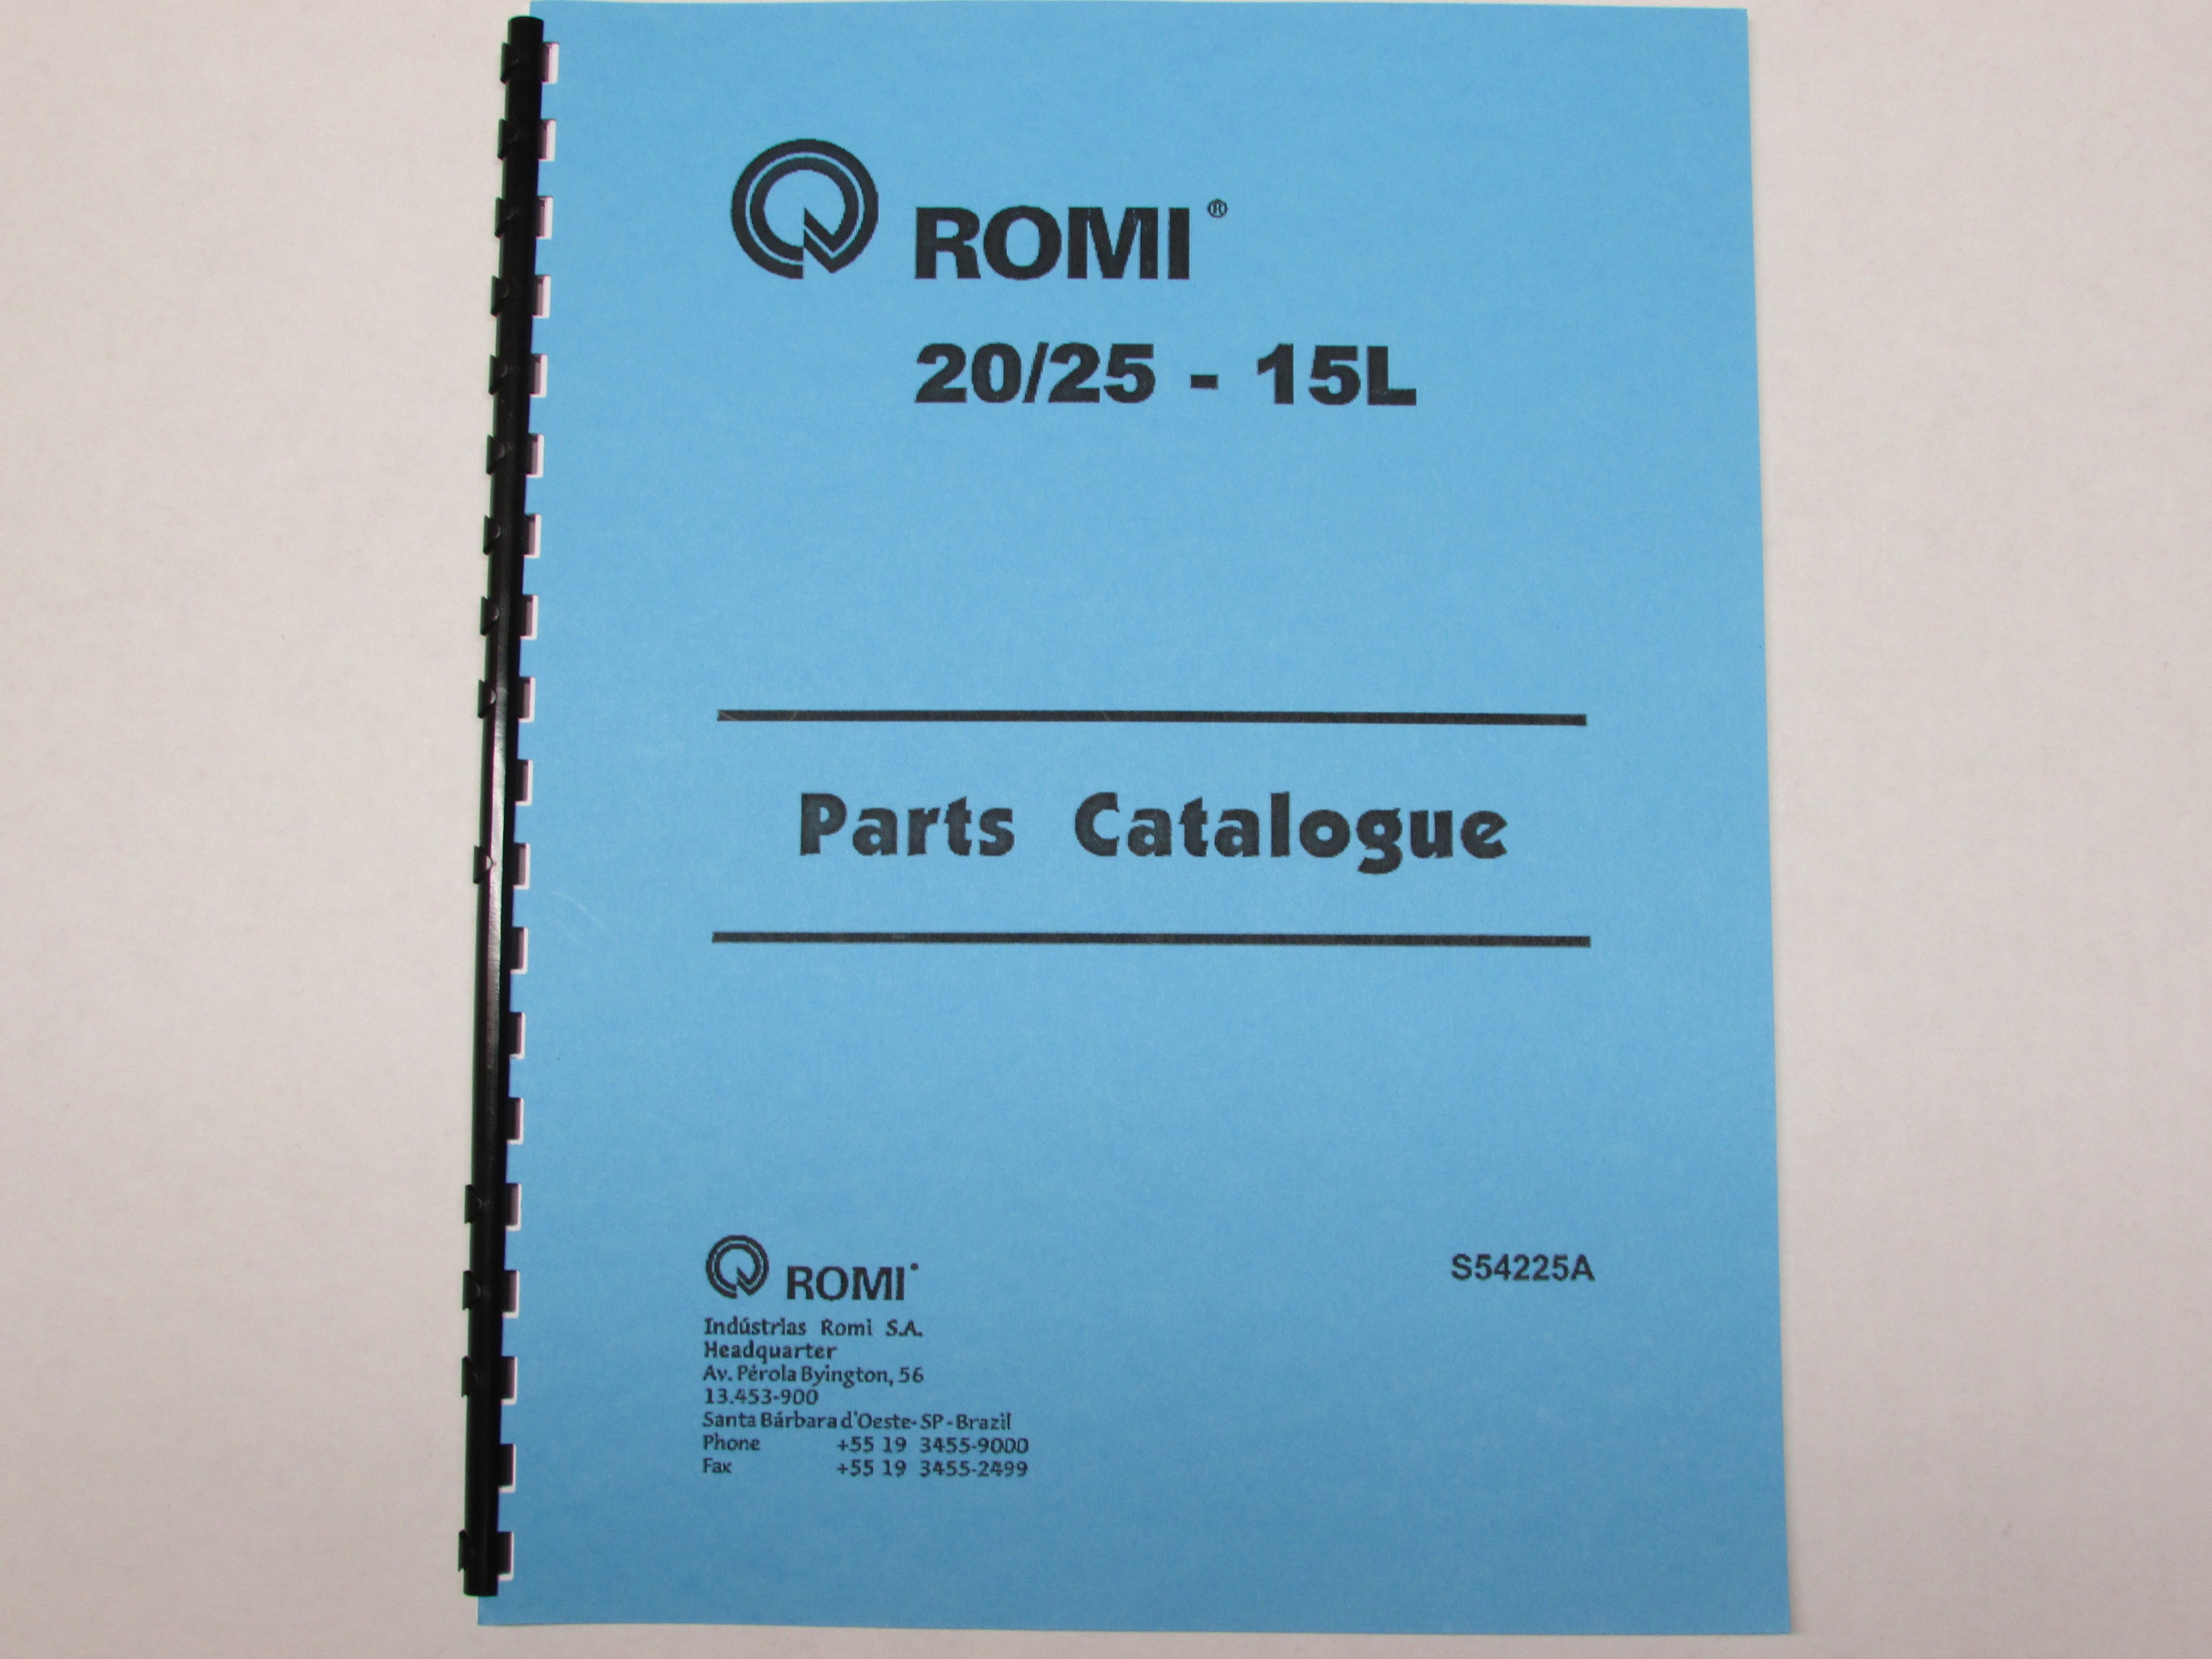 ROMI®
20/25 - 15L
Parts Catalogue
ROMI
S54225A
Indústrias Romi S.A.
Headquarter
Av. Pérola Byington, 56
13.453-900
Santa Bárbara d'Oeste-SP-Brazil
Phone +55 19 3455-9000
Fax +55 19 3455-2499